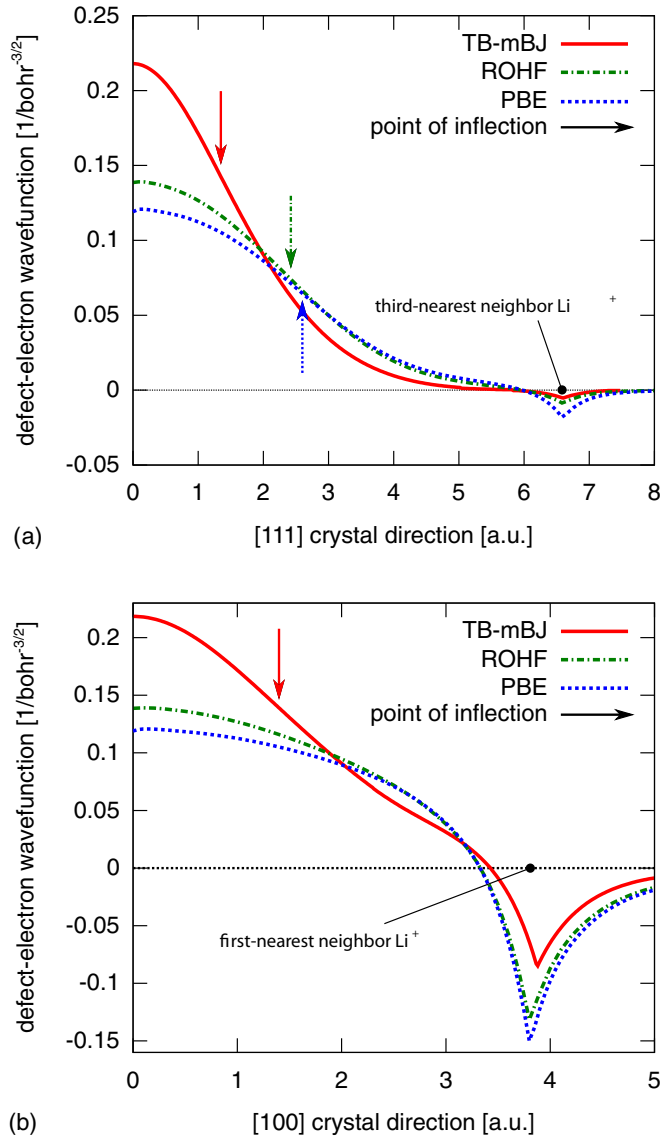 TB-mBJ
ROHF
PBE
point of inflection
defect-electron wavefunction [1/bohr-3/2]
0.25
0.2
0.15
0.1
0.05
0
-0.05
third-nearest neighbor Li +
0 1 2 3 4 5 6 7 8
(a) [111] crystal direction [a.u.]
TB-mBJ
ROHF
PBE
point of inflection
defect-electron wavefunction [1/bohr-3/2]
0.2
0.15
0.1
0.05
0
-0.05
-0.1
-0.15
first-nearest neighbor Li +
0 1 2 3 4 5
(b) [100] crystal direction [a.u.]